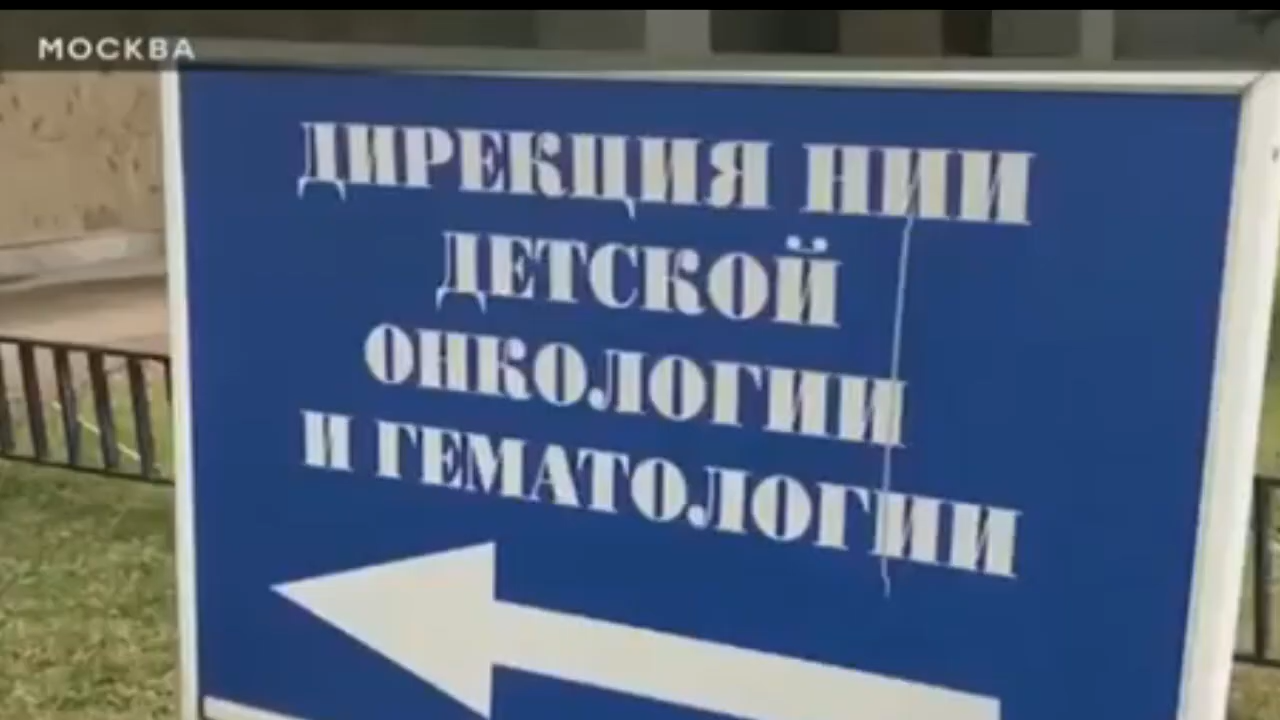 МОСКВА
ДИРЕКЦИЯ НИИ
ДЕТСКОЙ
ОНКОЛОГИИ
И ГЕМАТОЛОГИИ